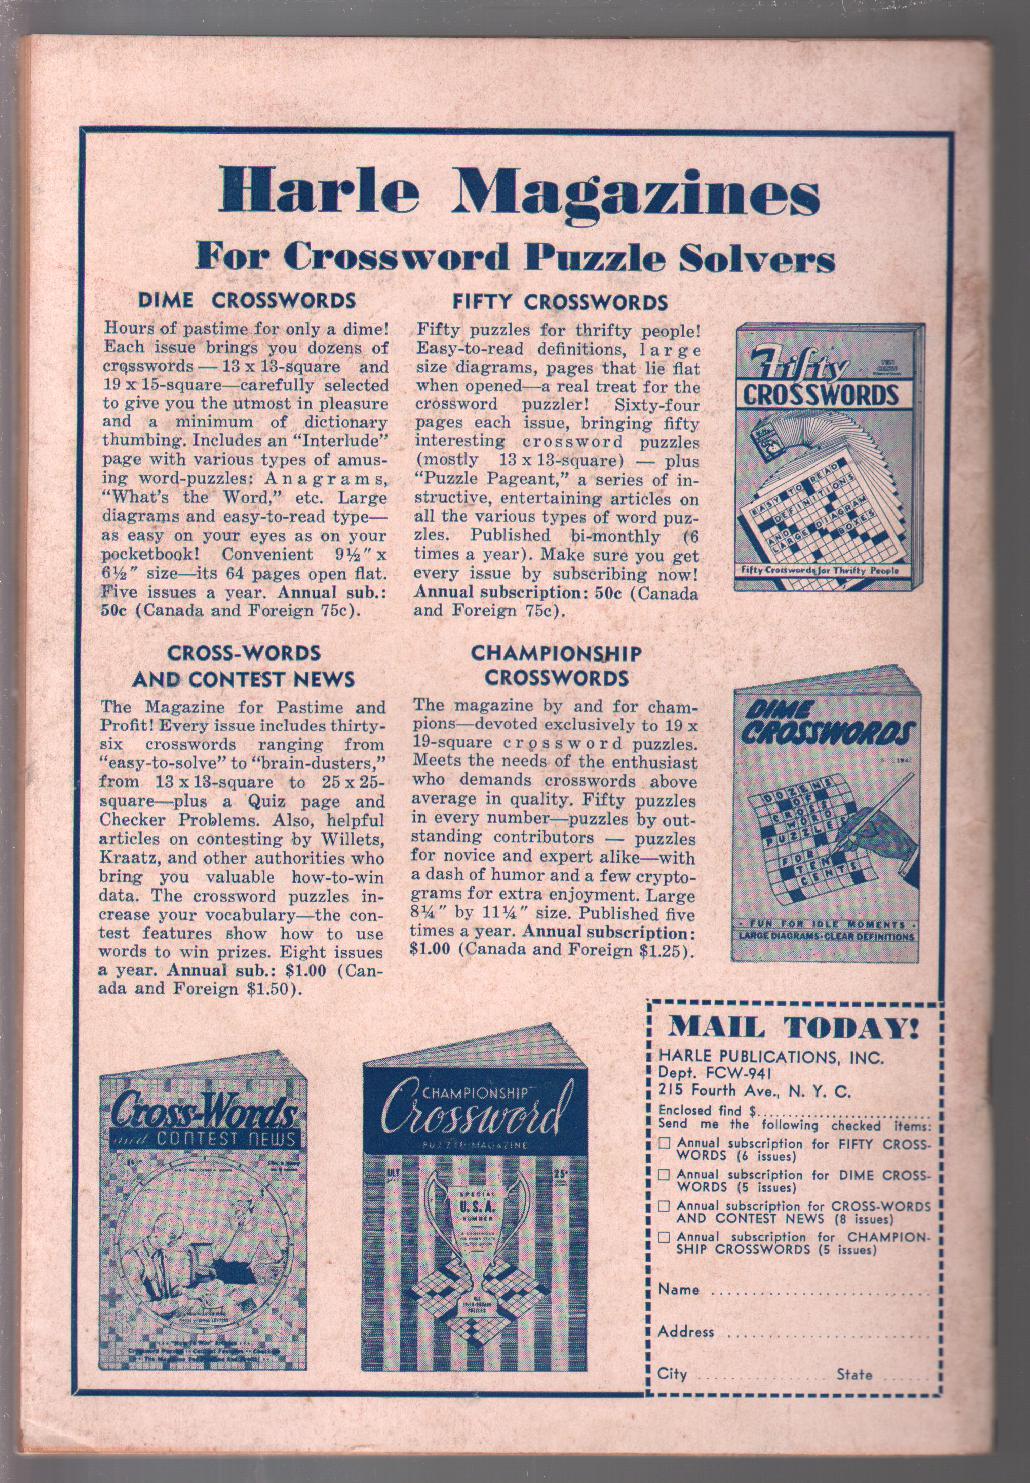 Harle Magazines
For Crossword Puzzle Solvers
DIME CROSSWORDS
Hours of pastime for only a dime!
Each issue brings you dozens of
crosswords — 13 x 13-square and
19 x 15-square—carefully selected
to give you the utmost in pleasure
and a minimum of dictionary
thumbing. Includes an “Interlude”
page with various types of amus-
ing word-puzzles: Anagrams,
“What's the Word,” etc. Large
diagrams and easy-to-read type—
as easy on your eyes as on your
pocketbook! Convenient 9½″ x
6½″ size—its 64 pages open flat.
Five issues a year. Annual sub.:
50c (Canada and Foreign 75c).
FIFTY CROSSWORDS
Fifty puzzles for thrifty people!
Easy-to-read definitions, large
size diagrams, pages that lie flat
when opened—a real treat for the
crossword puzzler! Sixty-four
pages each issue, bringing fifty
interesting crossword puzzles
(mostly 13 x 13-square) — plus
“Puzzle Pageant,” a series of in-
structive, entertaining articles on
all the various types of word puz-
zles. Published bi-monthly (6
times a year). Make sure you get
every issue by subscribing now!
Annual subscription: 50c (Canada
and Foreign 75c).
Fifty
CROSSWORDS
EASY TO READ
DEFINITIONS
AND DIAGRAM
LARGE BOXES
Fifty Crosswords for Thrifty People
CROSS-WORDS
AND CONTEST NEWS
The Magazine for Pastime and
Profit! Every issue includes thirty-
six crosswords ranging from
“easy-to-solve” to “brain-dusters,”
from 13 x 13-square to 25 x 25-
square—plus a Quiz page and
Checker Problems. Also, helpful
articles on contesting by Willets,
Kraatz, and other authorities who
bring you valuable how-to-win
data. The crossword puzzles in-
crease your vocabulary—the con-
test features show how to use
words to win prizes. Eight issues
a year. Annual sub.: $1.00 (Can-
ada and Foreign $1.50).
CHAMPIONSHIP
CROSSWORDS
The magazine by and for cham-
pions—devoted exclusively to 19 x
19-square crossword puzzles.
Meets the needs of the enthusiast
who demands crosswords above
average in quality. Fifty puzzles
in every number—puzzles by out-
standing contributors — puzzles
for novice and expert alike—with
a dash of humor and a few crypto-
grams for extra enjoyment. Large
8¼″ by 11¼″ size. Published five
times a year. Annual subscription:
$1.00 (Canada and Foreign $1.25).
DIME
CROSSWORDS
DOZENS
OF
CROSS
WORD
PUZZLES
FOR
TEN
CENTS
• FUN FOR IDLE MOMENTS •
LARGE DIAGRAMS • CLEAR DEFINITIONS
Cross-Words
and CONTEST NEWS
CHAMPIONSHIP
Crossword
PUZZLE MAGAZINE
JULY
25c
SPECIAL
U.S.A.
NUMBER
MAIL TODAY!
HARLE PUBLICATIONS, INC.
Dept. FCW-941
215 Fourth Ave., N. Y. C.
Enclosed find $..............................
Send me the following checked items:
☐ Annual subscription for FIFTY CROSS-
WORDS (6 issues)
☐ Annual subscription for DIME CROSS-
WORDS (5 issues)
☐ Annual subscription for CROSS-WORDS
AND CONTEST NEWS (8 issues)
☐ Annual subscription for CHAMPION-
SHIP CROSSWORDS (5 issues)
Name ..............................
Address ..............................
City .................... State ........